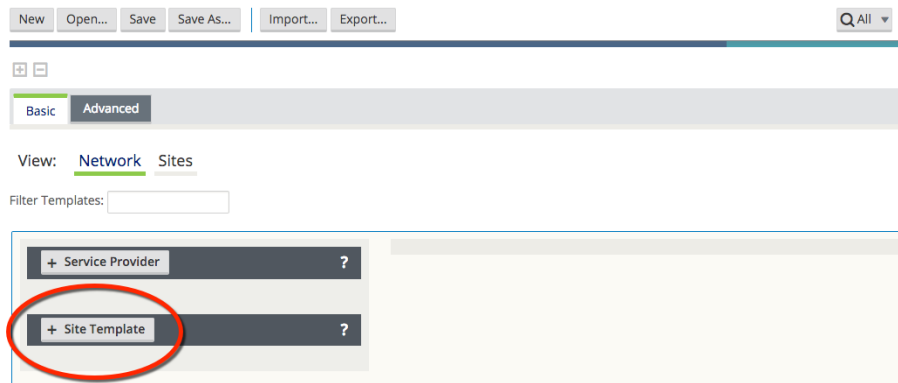 New Open... Save Save As... Import... Export... All
Basic Advanced
View: Network Sites
Filter Templates:
+ Service Provider ?
+ Site Template ?